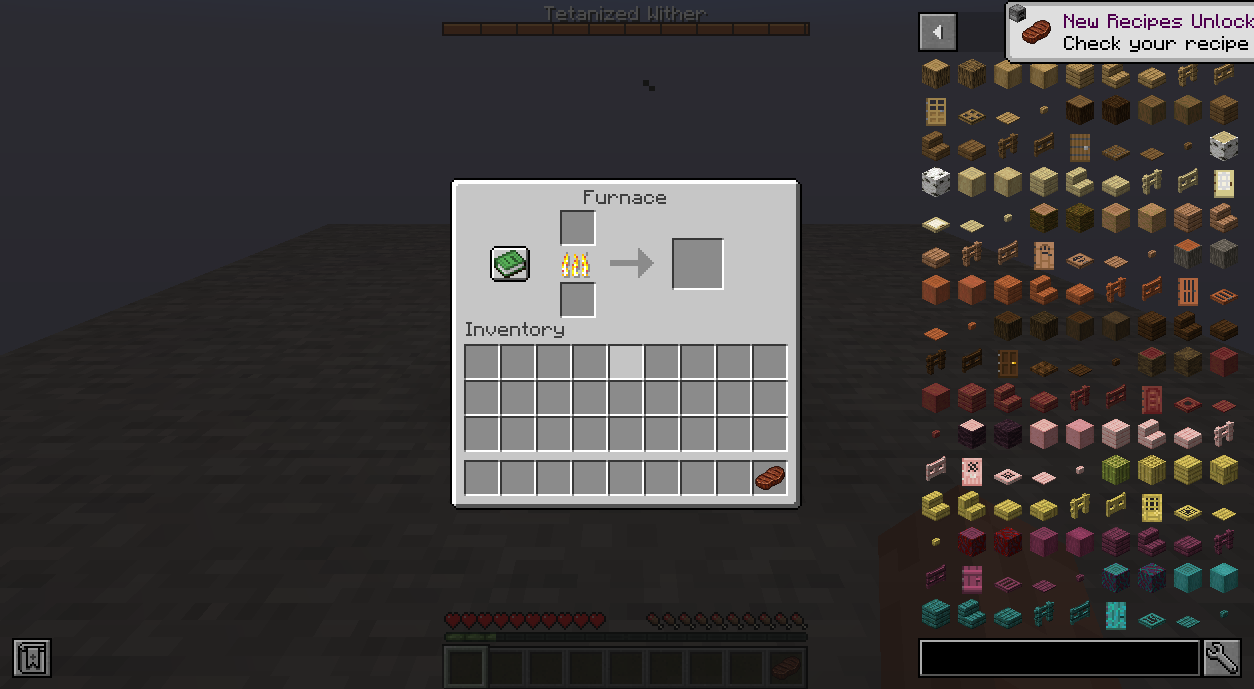 Tetanized Wither
New Recipes Unlock
Check your recipe
Furnace
Inventory